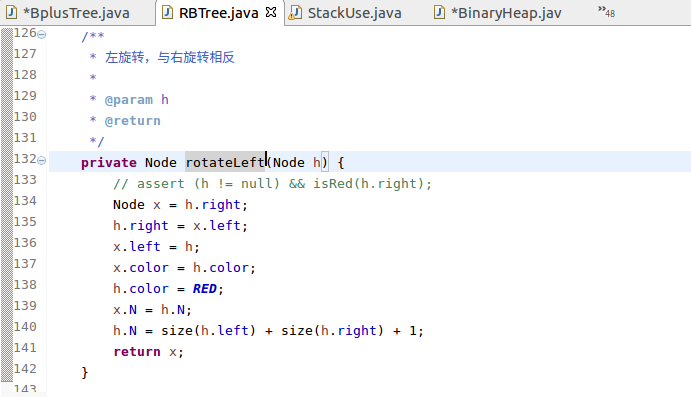 *BplusTree.java RBTree.java StackUse.java *BinaryHeap.jav »48
126 /**
127 * 左旋转，与右旋转相反
128 *
129 * @param h
130 * @return
131 */
132 private Node rotateLeft(Node h) {
133 // assert (h != null) && isRed(h.right);
134 Node x = h.right;
135 h.right = x.left;
136 x.left = h;
137 x.color = h.color;
138 h.color = RED;
139 x.N = h.N;
140 h.N = size(h.left) + size(h.right) + 1;
141 return x;
142 }
143